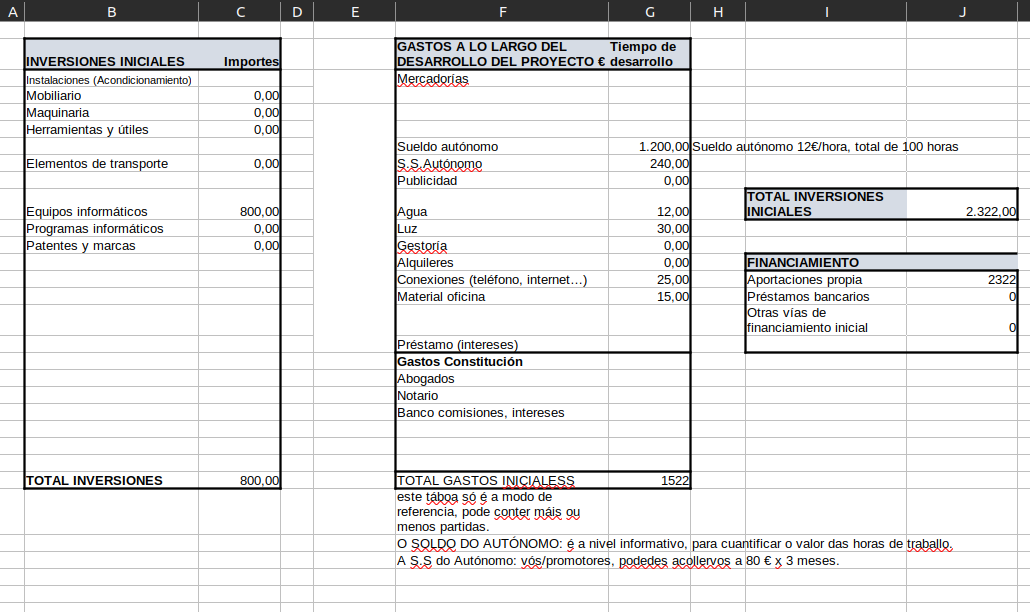 A B C D E F G H I J
INVERSIONES INICIALES Importes
Instalaciones (Acondicionamiento)
Mobiliario 0,00
Maquinaria 0,00
Herramientas y útiles 0,00
Elementos de transporte 0,00
Equipos informáticos 800,00
Programas informáticos 0,00
Patentes y marcas 0,00
TOTAL INVERSIONES 800,00
GASTOS A LO LARGO DEL Tiempo de
DESARROLLO DEL PROYECTO € desarrollo
Mercadorías
Sueldo autónomo 1.200,00 Sueldo autónomo 12€/hora, total de 100 horas
S.S.Autónomo 240,00
Publicidad 0,00
Agua 12,00
Luz 30,00
Gestoría 0,00
Alquileres 0,00
Conexiones (teléfono, internet…) 25,00
Material oficina 15,00
Préstamo (intereses)
Gastos Constitución
Abogados
Notario
Banco comisiones, intereses
TOTAL GASTOS INICIALESS 1522
este táboa só é a modo de
referencia, pode conter máis ou
menos partidas.
O SOLDO DO AUTÓNOMO: é a nivel informativo, para cuantificar o valor das horas de traballo.
A S.S do Autónomo: vós/promotores, podedes acollervos a 80 € x 3 meses.
TOTAL INVERSIONES
INICIALES 2.322,00
FINANCIAMIENTO
Aportaciones propia 2322
Préstamos bancarios 0
Otras vías de
financiamiento inicial 0